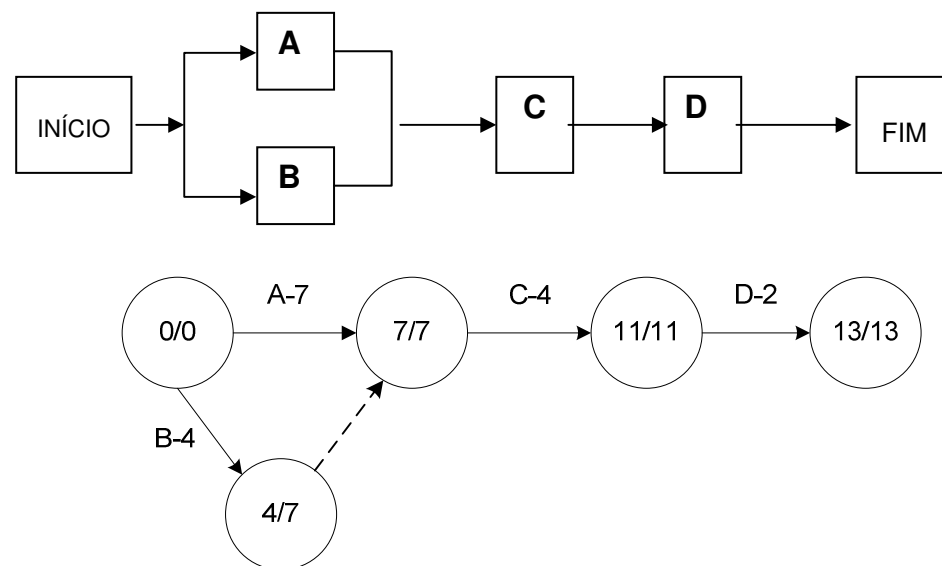 A
INÍCIO
C
D
FIM
B
A-7
C-4
D-2
0/0
7/7
11/11
13/13
B-4
4/7